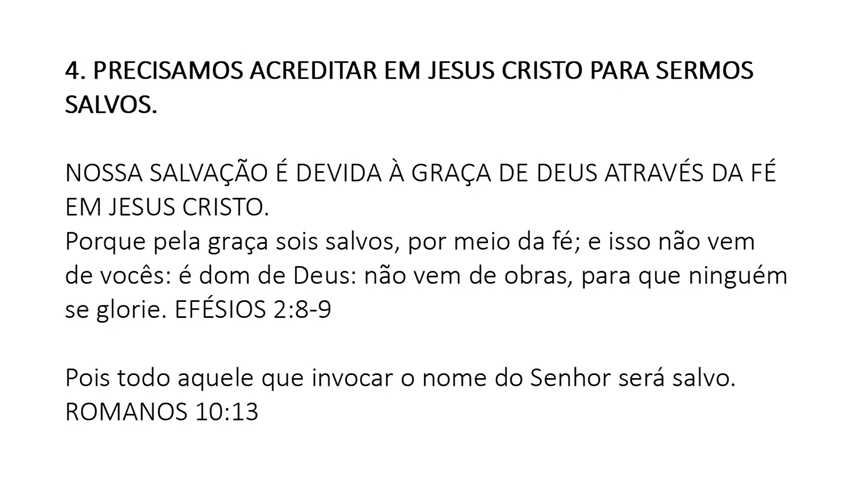 4. PRECISAMOS ACREDITAR EM JESUS CRISTO PARA SERMOS
SALVOS.
NOSSA SALVAÇÃO É DEVIDA À GRAÇA DE DEUS ATRAVÉS DA FÉ
EM JESUS CRISTO.
Porque pela graça sois salvos, por meio da fé; e isso não vem
de vocês: é dom de Deus: não vem de obras, para que ninguém
se glorie. EFÉSIOS 2:8-9
Pois todo aquele que invocar o nome do Senhor será salvo.
ROMANOS 10:13